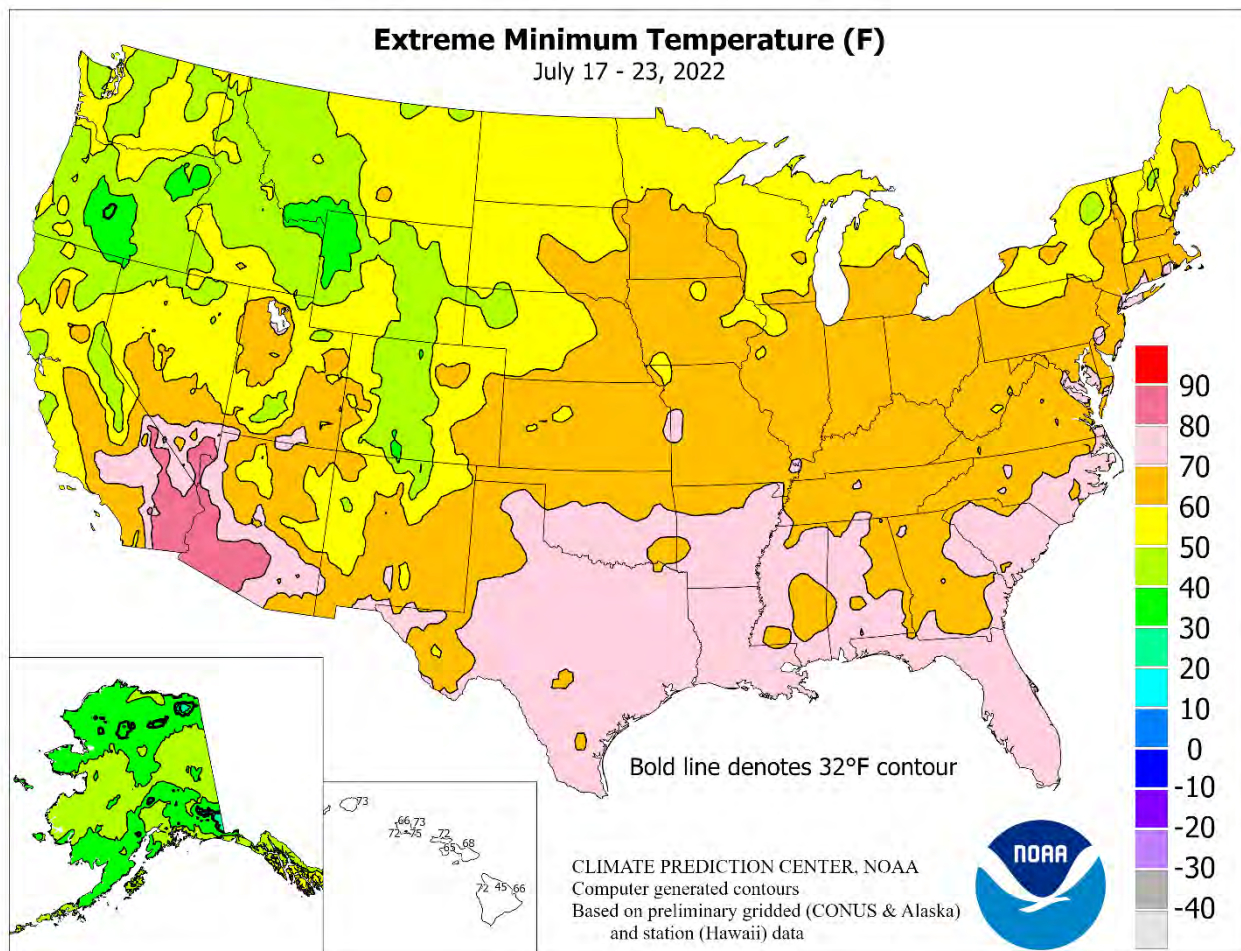 Extreme Minimum Temperature (F)
July 17 - 23, 2022
90
80
70
60
50
40
30
20
10
0
-10
-20
-30
-40
Bold line denotes 32°F contour
73
66 73
72 75
72
65
68
72 45 66
CLIMATE PREDICTION CENTER, NOAA
Computer generated contours
Based on preliminary gridded (CONUS & Alaska)
and station (Hawaii) data
NOAA